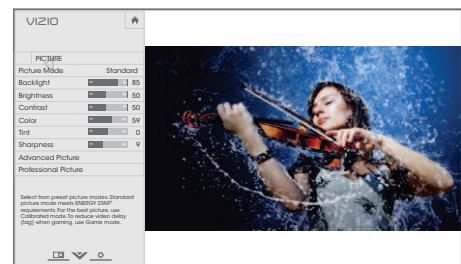 VIZIO
PICTURE
Picture Mode Standard
Backlight 85
Brightness 50
Contrast 50
Color 59
Tint 0
Sharpness 9
Advanced Picture
Professional Picture
Select from preset picture modes. Standard
picture mode meets ENERGY STAR®
requirements. For the best picture, use
Calibrated mode. To reduce video delay
(lag) when gaming, use Game mode.